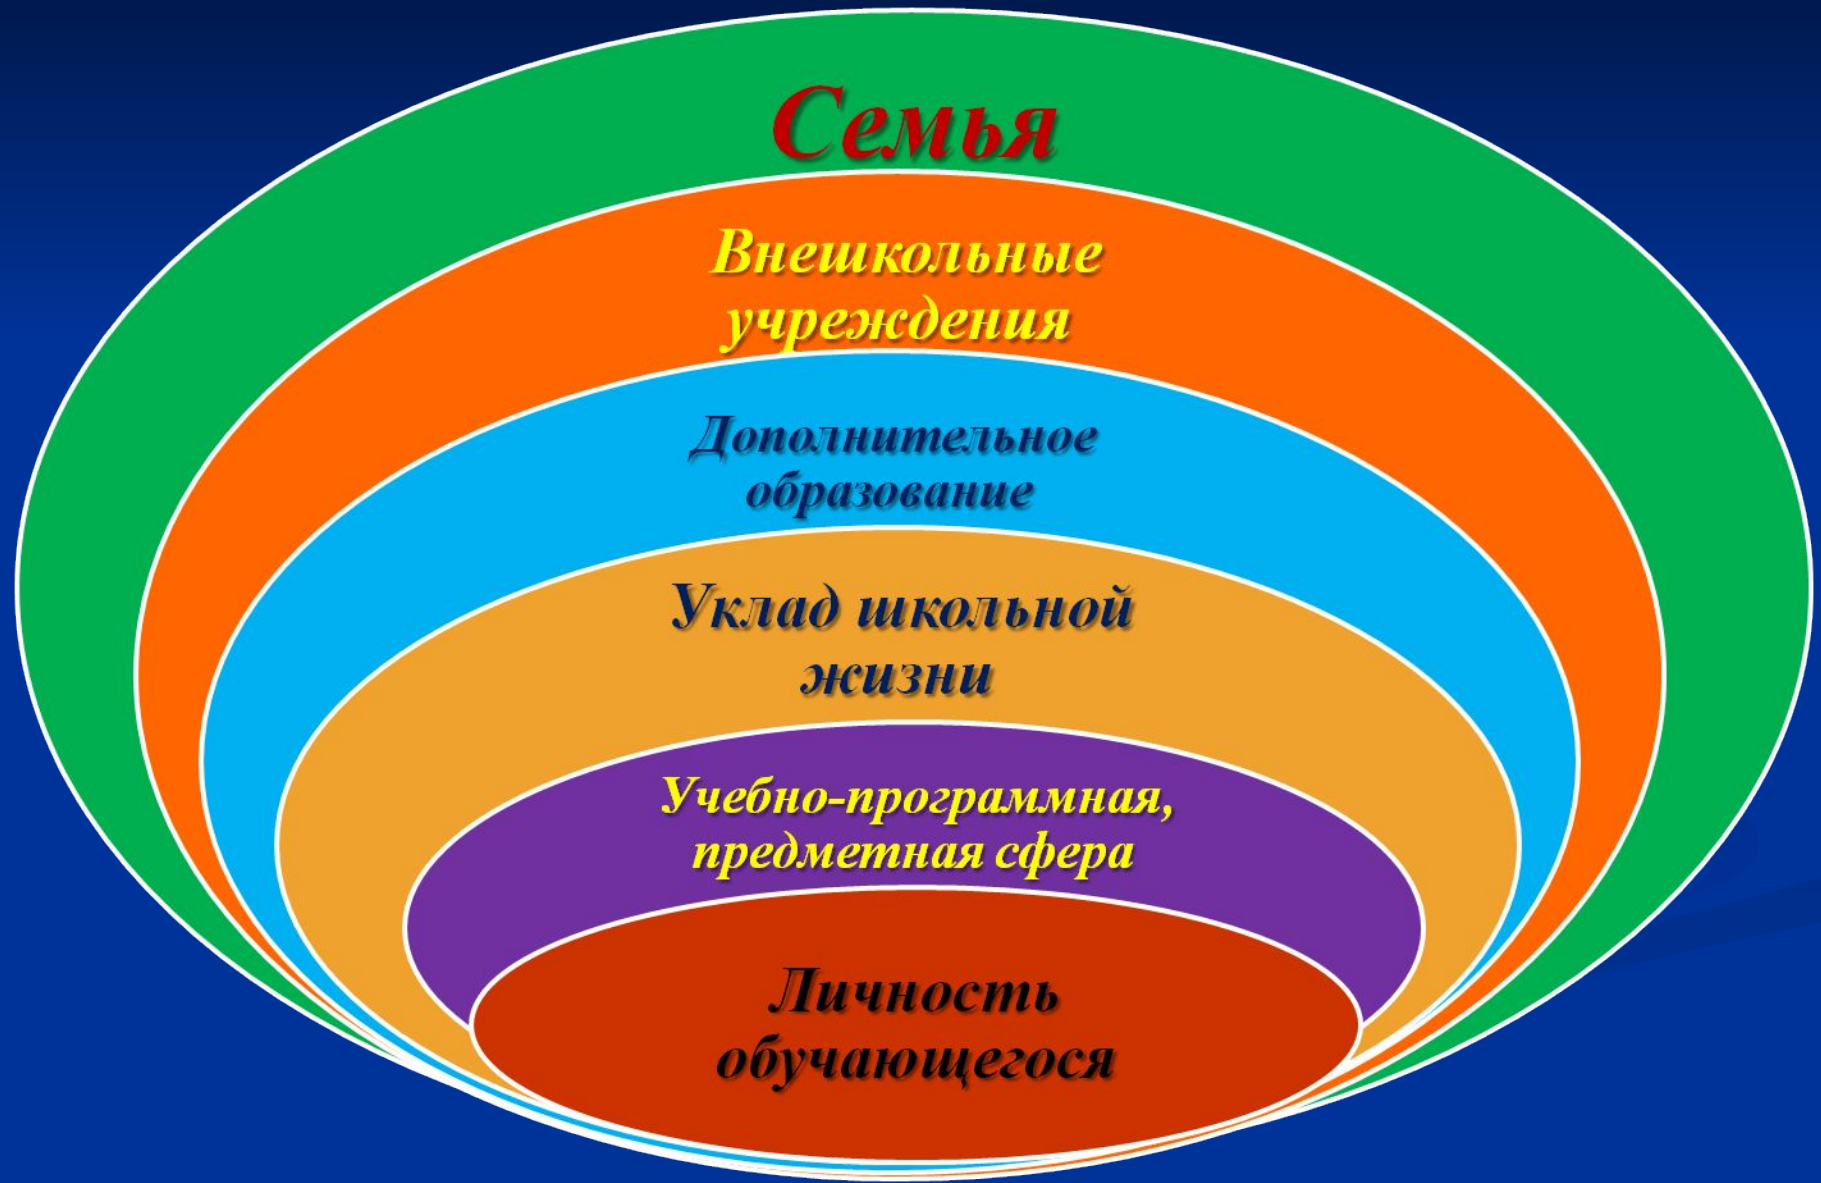 Семья
Внешкольные
учреждения
Дополнительное
образование
Уклад школьной
жизни
Учебно-программная,
предметная сфера
Личность
обучающегося